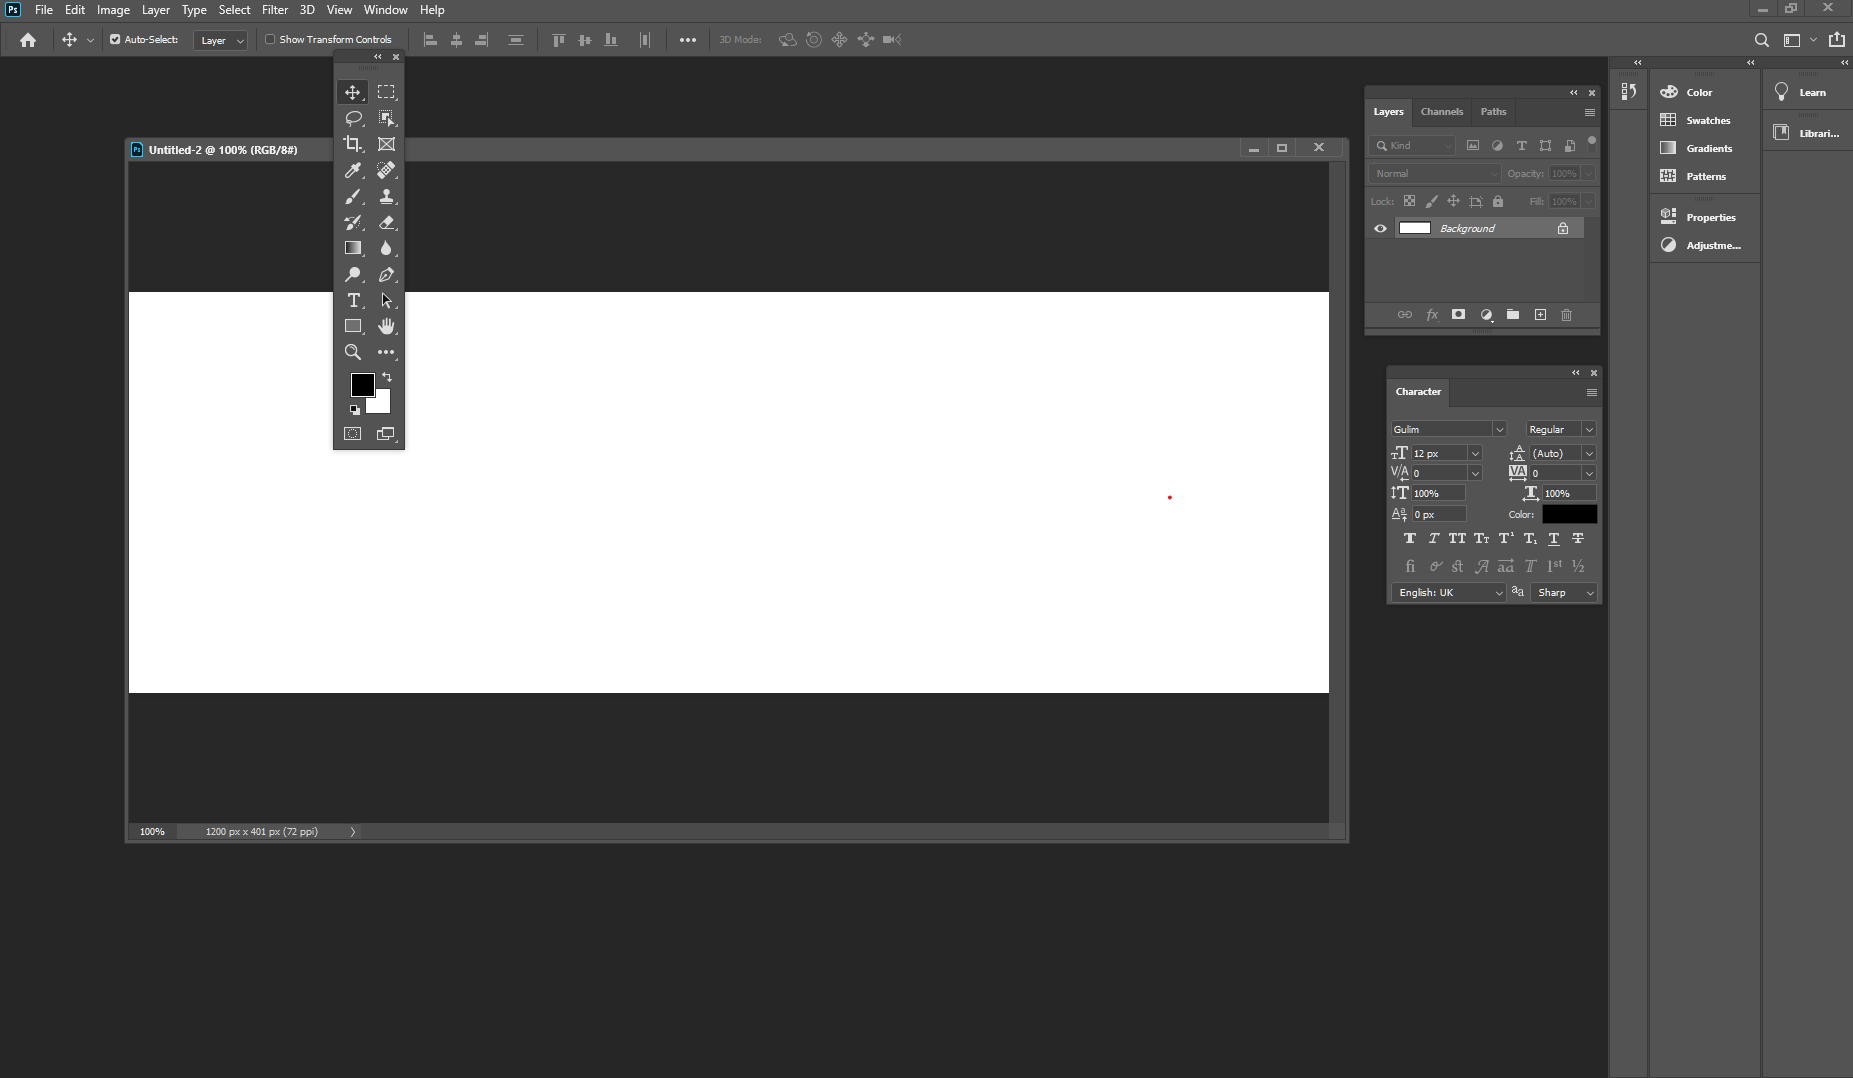 Ps File Edit Image Layer Type Select Filter 3D View Window Help
Auto-Select: Layer Show Transform Controls 3D Mode:
Untitled-2 @ 100% (RGB/8#)
100% 1200 px x 401 px (72 ppi)
Layers Channels Paths
Kind
Normal Opacity: 100%
Lock: Fill: 100%
Background
Character
Gulim Regular
12 px (Auto)
0 0
100% 100%
0 px Color:
English: UK Sharp
Color
Swatches
Gradients
Patterns
Properties
Adjustme...
Learn
Librari...